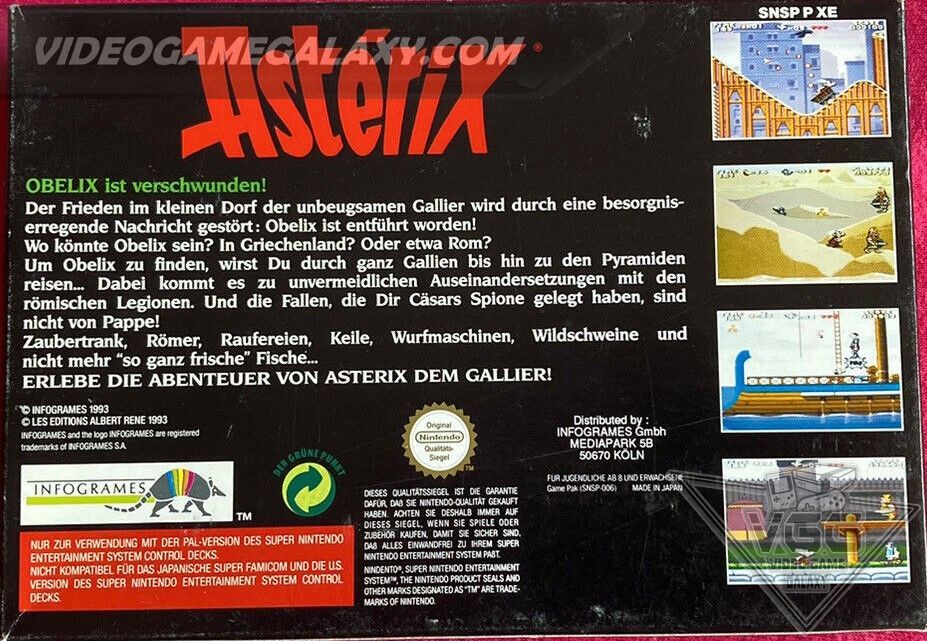 VIDEOGAMEGALAXY.COM
Astérix®
SNSP P XE
OBELIX ist verschwunden!
Der Frieden im kleinen Dorf der unbeugsamen Gallier wird durch eine besorgnis-
erregende Nachricht gestört: Obelix ist entführt worden!
Wo könnte Obelix sein? In Griechenland? Oder etwa Rom?
Um Obelix zu finden, wirst Du durch ganz Gallien bis hin zu den Pyramiden
reisen... Dabei kommt es zu unvermeidlichen Auseinandersetzungen mit den
römischen Legionen. Und die Fallen, die Dir Cäsars Spione gelegt haben, sind
nicht von Pappe!
Zaubertrank, Römer, Raufereien, Keile, Wurfmaschinen, Wildschweine und
nicht mehr “so ganz frische” Fische...
ERLEBE DIE ABENTEUER VON ASTERIX DEM GALLIER!
© INFOGRAMES 1993
© LES EDITIONS ALBERT RENE 1993
INFOGRAMES and the logo INFOGRAMES are registered
trademarks of INFOGRAMES S.A.
INFOGRAMES
TM
DER GRÜNE PUNKT
Original
Nintendo
Qualitäts-
Siegel
TM
Distributed by :
INFOGRAMES Gmbh
MEDIAPARK 5B
50670 KÖLN
FUR JUGENDLICHE AB 8 UND ERWACHSENE
Game Pak (SNSP-006) MADE IN JAPAN
DIESES QUALITÄTSSIEGEL IST DIE GARANTIE
DAFÜR, DAB SIE NINTENDO-QUALITÄT GEKAUFT
HABEN. ACHTEN SIE DESHALB IMMER AUF
DIESES SIEGEL, WENN SIE SPIELE ODER
ZUBEHÖR KAUFEN, DAMIT SIE SICHER SIND,
DAB ALLES EINWANDFREI ZU IHREM SUPER
NINTENDO ENTERTAINMENT SYSTEM PABT.
NINDENTO®, SUPER NINTENDO ENTERTAINMENT
SYSTEM™, THE NINTENDO PRODUCT SEALS AND
OTHER MARKS DESIGNATED AS "TM" ARE TRADE-
MARKS OF NINTENDO.
NUR ZUR VERWENDUNG MIT DER PAL-VERSION DES SUPER NINTENDO
ENTERTAINMENT SYSTEM CONTROL DECKS.
NICHT KOMPATIBEL FÜR DAS JAPANISCHE SUPER FAMICOM UND DIE U.S.
VERSION DES SUPER NINTENDO ENTERTAINMENT SYSTEM CONTROL
DECKS.
VGG
VIDEO GAME
GALAXY